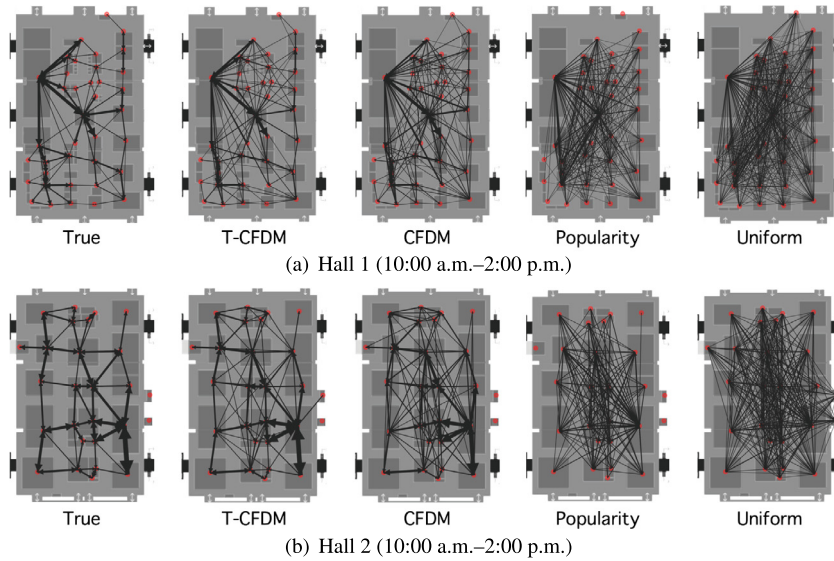 True T-CFDM CFDM Popularity Uniform
(a) Hall 1 (10:00 a.m.–2:00 p.m.)
True T-CFDM CFDM Popularity Uniform
(b) Hall 2 (10:00 a.m.–2:00 p.m.)